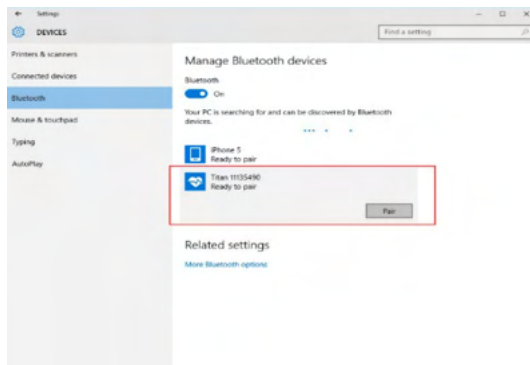 Settings
DEVICES
Find a setting
Printers & scanners
Connected devices
Bluetooth
Mouse & touchpad
Typing
AutoPlay
Manage Bluetooth devices
Bluetooth
On
Your PC is searching for and can be discovered by Bluetooth
devices.
iPhone 5
Ready to pair
Titan 11135490
Ready to pair
Pair
Related settings
More Bluetooth options